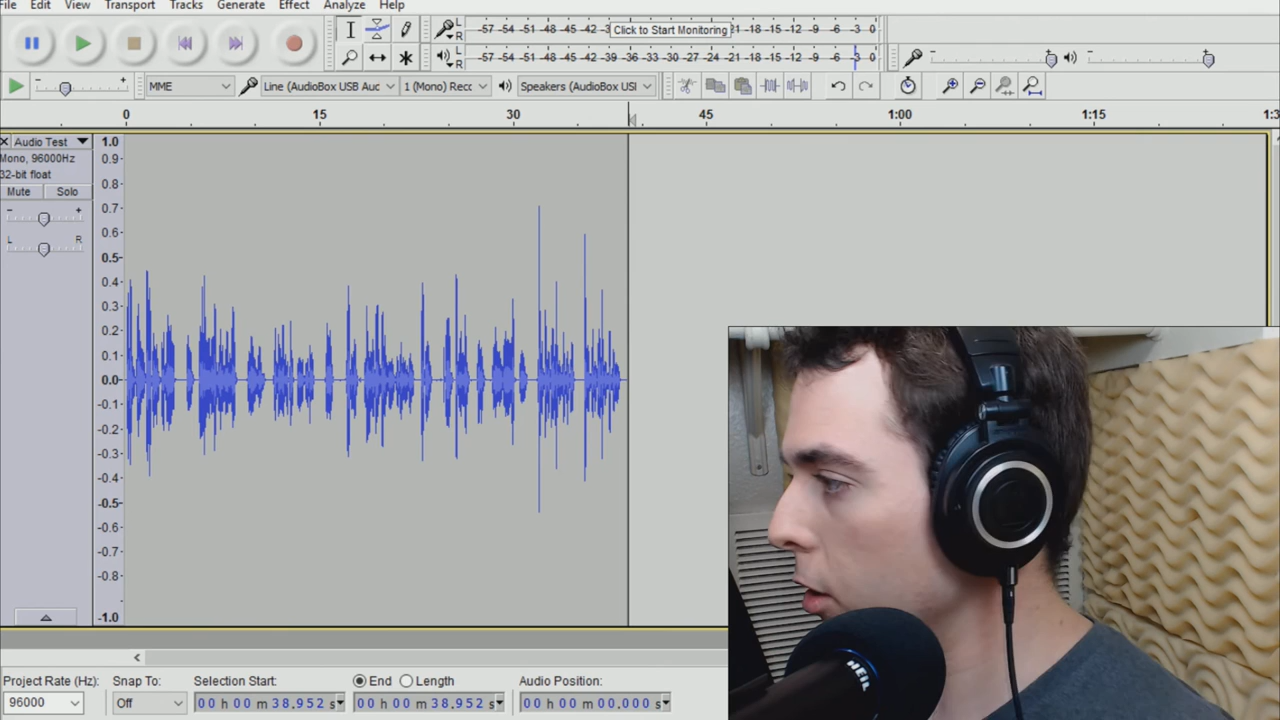 File Edit View Transport Tracks Generate Effect Analyze Help
L R -57 -54 -51 -48 -45 -42 -3 Click to Start Monitoring -21 -18 -15 -12 -9 -6 -3 0
L R -57 -54 -51 -48 -45 -42 -39 -36 -33 -30 -27 -24 -21 -18 -15 -12 -9 -6 -3 0
- + MME Line (AudioBox USB Auc 1 (Mono) Recc Speakers (AudioBox USI
0 15 30 45 1:00 1:15 1:3
X Audio Test
Mono, 96000Hz
32-bit float
Mute Solo
- +
L R
1.0
0.9
0.8
0.7
0.6
0.5
0.4
0.3
0.2
0.1
0.0
-0.1
-0.2
-0.3
-0.4
-0.5
-0.6
-0.7
-0.8
-1.0
HEIL
Project Rate (Hz): Snap To: Selection Start: End Length Audio Position:
96000 Off 00 h 00 m 38.952 s 00 h 00 m 38.952 s 00 h 00 m 00.000 s